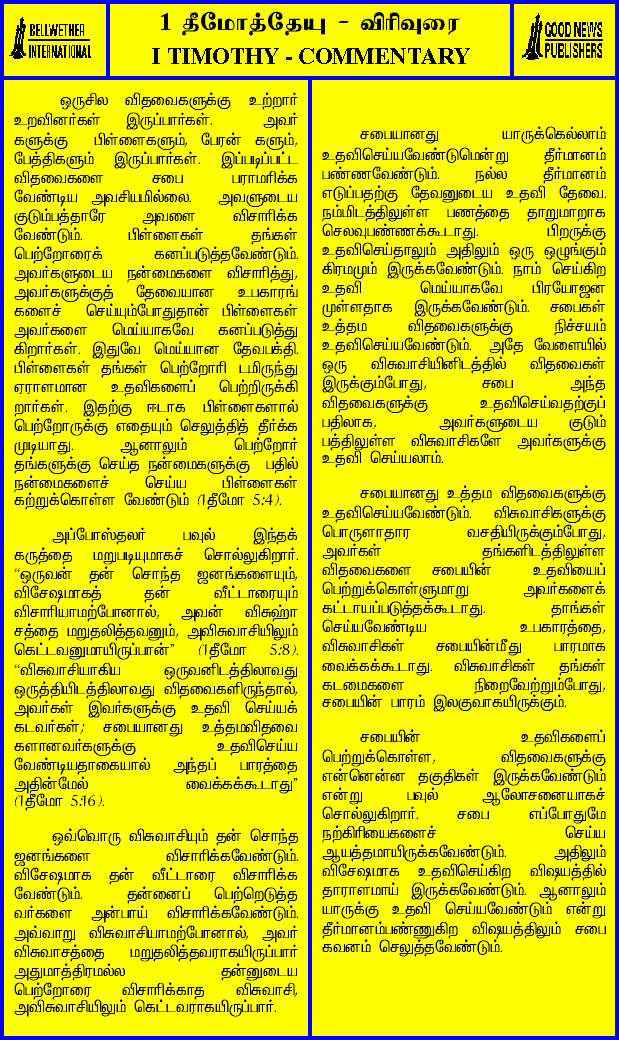 BELLWETHER
INTERNATIONAL
1 தீமோத்தேயு - விரிவுரை
I TIMOTHY - COMMENTARY
GOOD NEWS
PUBLISHERS
ஒருசில விதவைகளுக்கு உற்றார்
உறவினர்கள் இருப்பார்கள். அவர்
களுக்கு பிள்ளைகளும், பேரன் களும்,
பேத்திகளும் இருப்பார்கள். இப்படிப்பட்ட
விதவைகளை சபை பராமரிக்க
வேண்டிய அவசியமில்லை. அவளுடைய
குடும்பத்தாரே அவளை விசாரிக்க
வேண்டும். பிள்ளைகள் தங்கள்
பெற்றோரைக் கனப்படுத்தவேண்டும்.
அவர்களுடைய நன்மைகளை விசாரித்து,
அவர்களுக்குத் தேவையான உபகாரங்
களைச் செய்யும்போதுதான் பிள்ளைகள்
அவர்களை மெய்யாகவே கனப்படுத்து
கிறார்கள். இதுவே மெய்யான தேவபக்தி.
பிள்ளைகள் தங்கள் பெற்றோரி டமிருந்து
ஏராளமான உதவிகளைப் பெற்றிருக்கி
றார்கள். இதற்கு ஈடாக பிள்ளைகளால்
பெற்றோருக்கு எதையும் செலுத்தித் தீர்க்க
முடியாது. ஆனாலும் பெற்றோர்
தங்களுக்கு செய்த நன்மைகளுக்கு பதில்
நன்மைகளைச் செய்ய பிள்ளைகள்
கற்றுக்கொள்ள வேண்டும் (1தீமோ 5:4).
அப்போஸ்தலர் பவுல் இந்தக்
கருத்தை மறுபடியுமாகச் சொல்லுகிறார்.
“ஒருவன் தன் சொந்த ஜனங்களையும்,
விசேஷமாகத் தன் வீட்டாரையும்
விசாரியாமற்போனால், அவன் விசுஹா
சத்தை மறுதலித்தவனும், அவிசுவாசியிலும்
கெட்டவனுமாயிருப்பான்” (1தீமோ 5:8).
“விசுவாசியாகிய ஒருவனிடத்திலாவது
ஒருத்தியிடத்திலாவது விதவைகளிருந்தால்,
அவர்கள் இவர்களுக்கு உதவி செய்யக்
கடவர்கள்; சபையானது உத்தமவிதவை
களானவர்களுக்கு உதவிசெய்ய
வேண்டியதாகையால் அந்தப் பாரத்தை
அதின்மேல் வைக்கக்கூடாது”
(1தீமோ 5:16).
ஒவ்வொரு விசுவாசியும் தன் சொந்த
ஜனங்களை விசாரிக்கவேண்டும்.
விசேஷமாக தன் வீட்டாரை விசாரிக்க
வேண்டும். தன்னைப் பெற்றெடுத்த
வர்களை அன்பாய் விசாரிக்கவேண்டும்.
அவ்வாறு விசுவாசியாமற்போனால், அவர்
விசுவாசத்தை மறுதலித்தவராகயிருப்பார்
அதுமாத்திரமல்ல தன்னுடைய
பெற்றோரை விசாரிக்காத விசுவாசி,
அவிசுவாசியிலும் கெட்டவராகயிருப்பார்.
சபையானது யாருக்கெல்லாம்
உதவிசெய்யவேண்டுமென்று தீர்மானம்
பண்ணவேண்டும். நல்ல தீர்மானம்
எடுப்பதற்கு தேவனுடைய உதவி தேவை.
நம்மிடத்திலுள்ள பணத்தை தாறுமாறாக
செலவுபண்ணக்கூடாது. பிறருக்கு
உதவிசெய்தாலும் அதிலும் ஒரு ஒழுங்கும்
கிரமமும் இருக்கவேண்டும். நாம் செய்கிற
உதவி மெய்யாகவே பிரயோஜன
முள்ளதாக இருக்கவேண்டும். சபைகள்
உத்தம விதவைகளுக்கு நிச்சயம்
உதவிசெய்யவேண்டும். அதே வேளையில்
ஒரு விசுவாசியினிடத்தில் விதவைகள்
இருக்கும்போது, சபை அந்த
விதவைகளுக்கு உதவிசெய்வதற்குப்
பதிலாக, அவர்களுடைய குடும்
பத்திலுள்ள விசுவாசிகளே அவர்களுக்கு
உதவி செய்யலாம்.
சபையானது உத்தம விதவைகளுக்கு
உதவிசெய்யவேண்டும். விசுவாசிகளுக்கு
பொருளாதார வசதியிருக்கும்போது,
அவர்கள் தங்களிடத்திலுள்ள
விதவைகளை சபையின் உதவியைப்
பெற்றுக்கொள்ளுமாறு அவர்களைக்
கட்டாயப்படுத்தக்கூடாது. தாங்கள்
செய்யவேண்டிய உபகாரத்தை,
விசுவாசிகள் சபையின்மீது பாரமாக
வைக்கக்கூடாது. விசுவாசிகள் தங்கள்
கடமைகளை நிறைவேற்றும்போது,
சபையின் பாரம் இலகுவாகயிருக்கும்.
சபையின் உதவிகளைப்
பெற்றுக்கொள்ள, விதவைகளுக்கு
என்னென்ன தகுதிகள் இருக்கவேண்டும்
என்று பவுல் ஆலோசனையாகச்
சொல்லுகிறார். சபை எப்போதுமே
நற்கிரியைகளைச் செய்ய
ஆயத்தமாயிருக்கவேண்டும். அதிலும்
விசேஷமாக உதவிசெய்கிற விஷயத்தில்
தாராளமாய் இருக்கவேண்டும். ஆனாலும்
யாருக்கு உதவி செய்யவேண்டும் என்று
தீர்மானம்பண்ணுகிற விஷயத்திலும் சபை
கவனம் செலுத்தவேண்டும்.